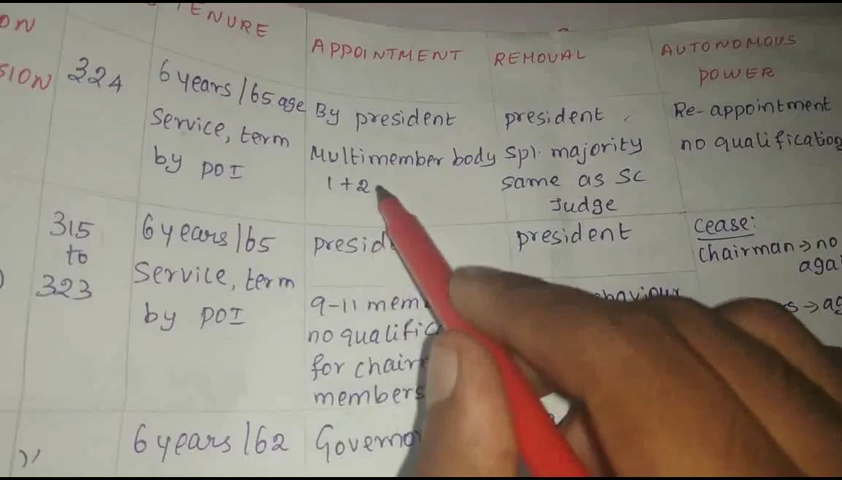 ON
TENURE
APPOINTMENT
REMOVAL
AUTONOMOUS
POWER
SION
324
6 years/65 age
Service, term
by POI
By president
Multimember body
1+2
president
Spl. majority
same as SC
Judge
Re-appointment
no qualification
315
to
323
6 years/65
Service, term
by POI
presid
9-11 mem
no qualific
for chair
members
president
behaviour
Cease:
Chairman → no
aga
s → ag
)
"
6 years/62
Governo